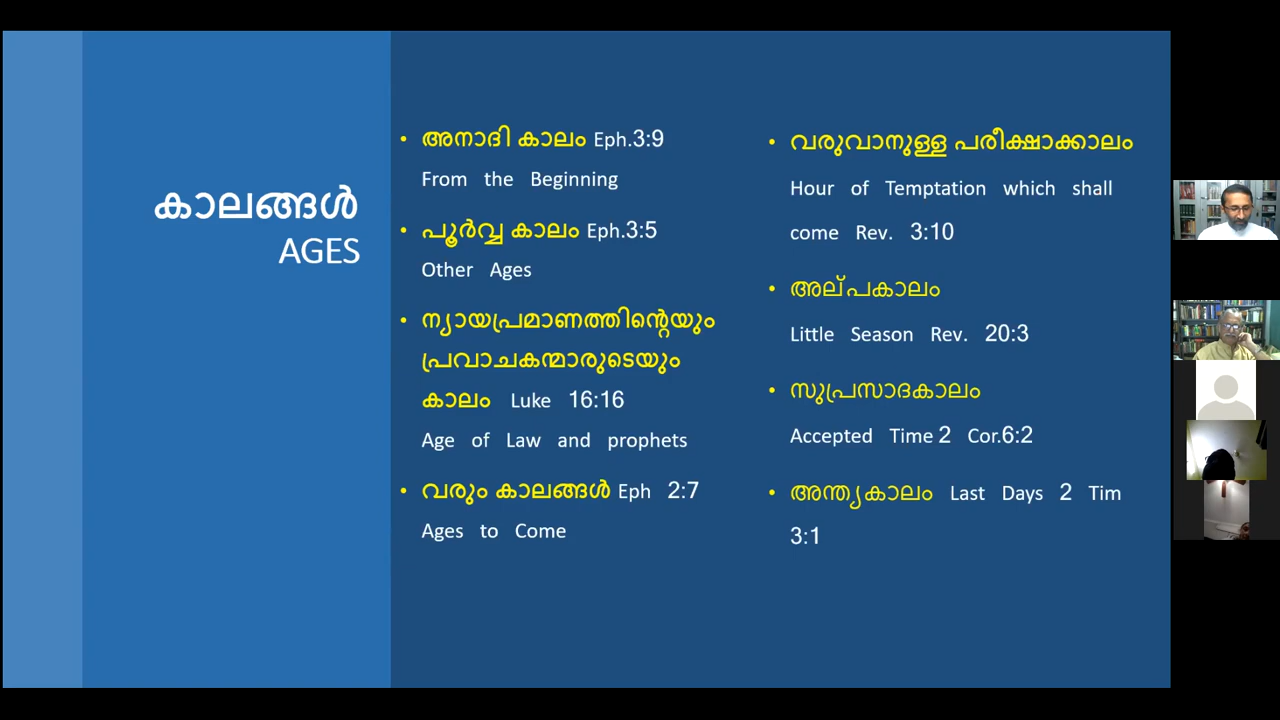 കാലങ്ങൾ
AGES
• അനാദി കാലം Eph.3:9
From the Beginning
• പൂർവ്വ കാലം Eph.3:5
Other Ages
• ന്യായപ്രമാണത്തിന്റെയും
പ്രവാചകന്മാരുടെയും
കാലം Luke 16:16
Age of Law and prophets
• വരും കാലങ്ങൾ Eph 2:7
Ages to Come
• വരുവാനുള്ള പരീക്ഷാക്കാലം
Hour of Temptation which shall
come Rev. 3:10
• അല്പകാലം
Little Season Rev. 20:3
• സുപ്രസാദകാലം
Accepted Time 2 Cor.6:2
• അന്ത്യകാലം Last Days 2 Tim
3:1